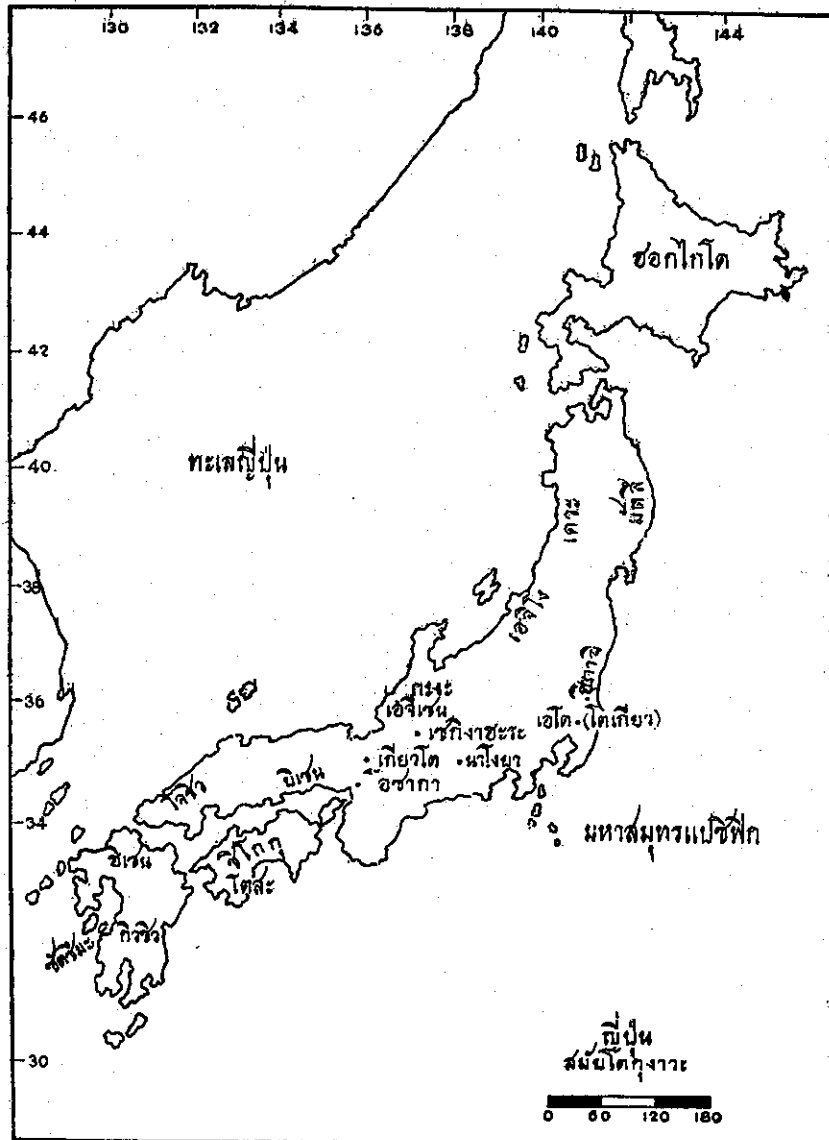 130 132 134 136 138 140 144
46
44
ฮอกไกโด
42
ทะเลญี่ปุ่น
40
เดวะ
มัตสึ
38
เอจิโง
ฮิตาจิ
36
คะงะ
เอจิเซน
เอโด (โตเกียว)
เซกิงาฮะระ
เกียวโต
นาโงยา
โอซากา
บิเซน
โจชิว
34
มหาสมุทรแปซิฟิก
ชิโกกุ
ฮิเซน
โตสะ
กิวชิว
ซัตซึมะ
ญี่ปุ่น
สมัยโตกุงาวะ
30
0 60 120 180